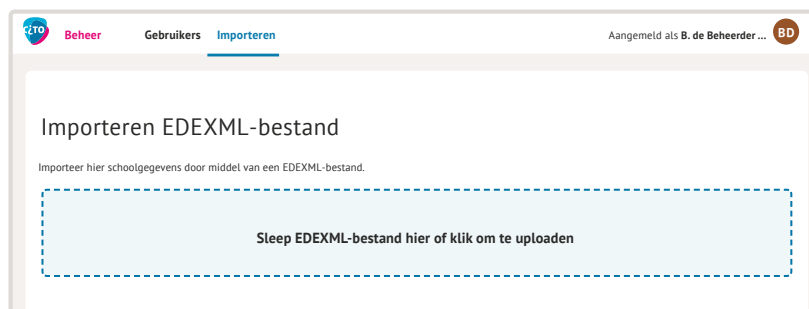 cito
Beheer Gebruikers Importeren Aangemeld als B. de Beheerder ... BD
Importeren EDEXML-bestand
Importeer hier schoolgegevens door middel van een EDEXML-bestand.
Sleep EDEXML-bestand hier of klik om te uploaden